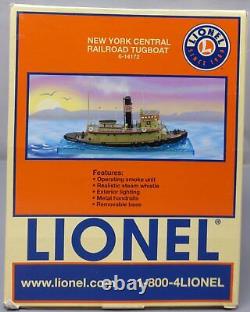 NEW YORK CENTRAL
RAILROAD TUGBOAT
6-14172
LIONEL
SINCE 1900
Features:
• Operating smoke unit
• Realistic steam whistle
• Exterior lighting
• Metal handrails
• Removable base
LIONEL®
www.lionel.com
1-800-4LIONEL